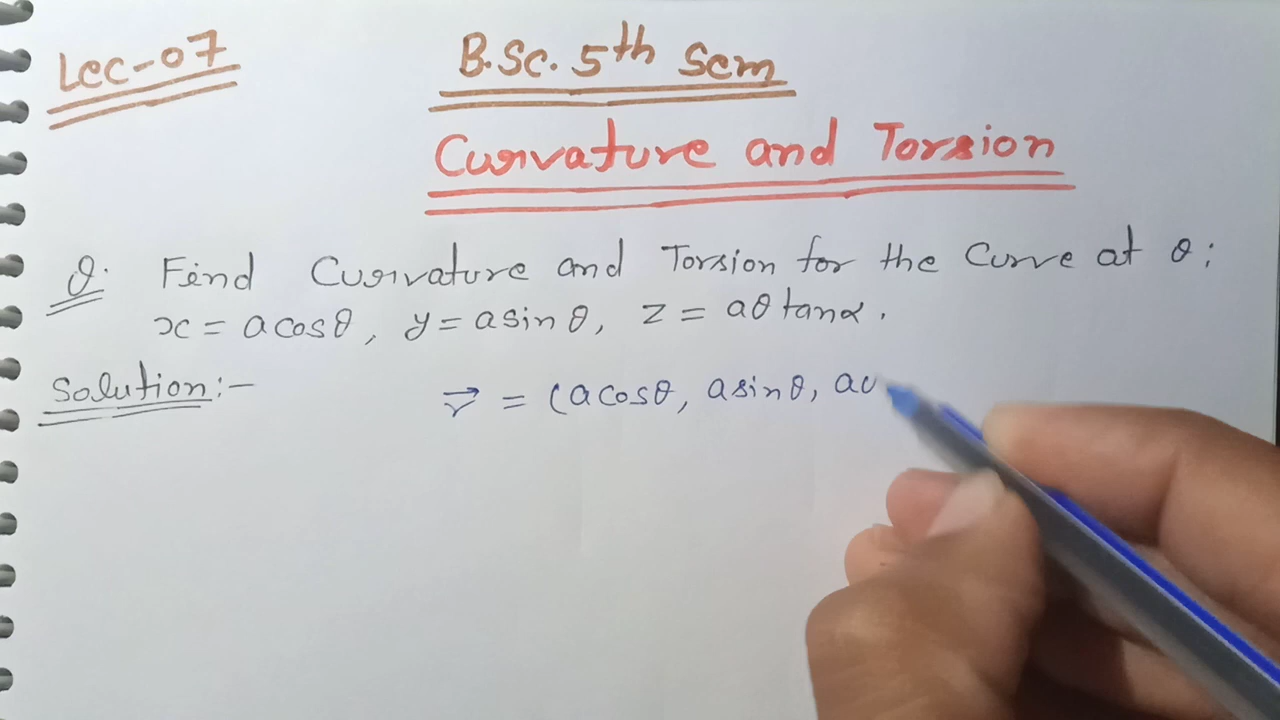 Lec-07
B.Sc. 5th Sem
Curvature and Torsion
Q. Find Curvature and Torsion for the Curve at θ:
x = a cosθ, y = a sinθ, z = aθ tanα.
Solution:-
r⃗ = (a cosθ, a sinθ, aθ